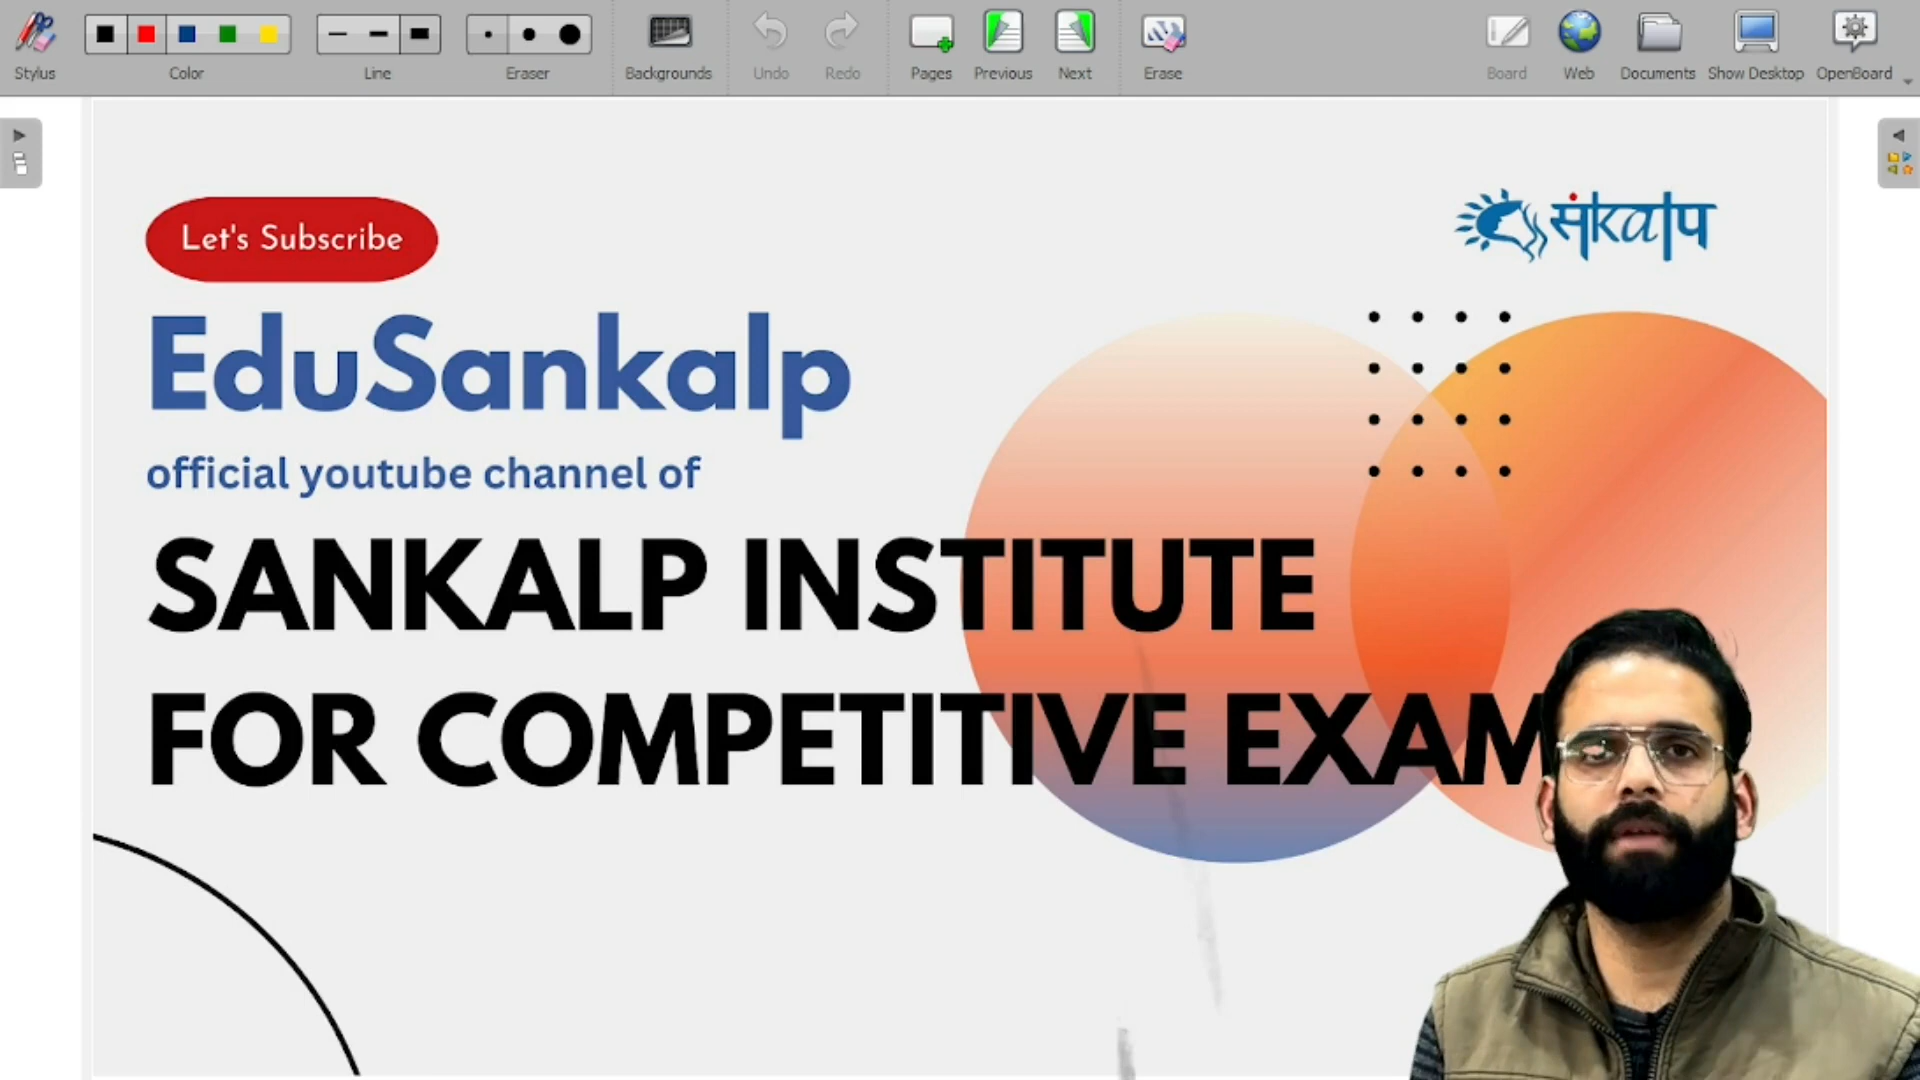 Stylus
Color
Line
Eraser
Backgrounds
Undo
Redo
Pages
Previous
Next
Erase
Board
Web
Documents
Show Desktop
OpenBoard
Let's Subscribe
संkalp
EduSankalp
official youtube channel of
SANKALP INSTITUTE
FOR COMPETITIVE EXAM